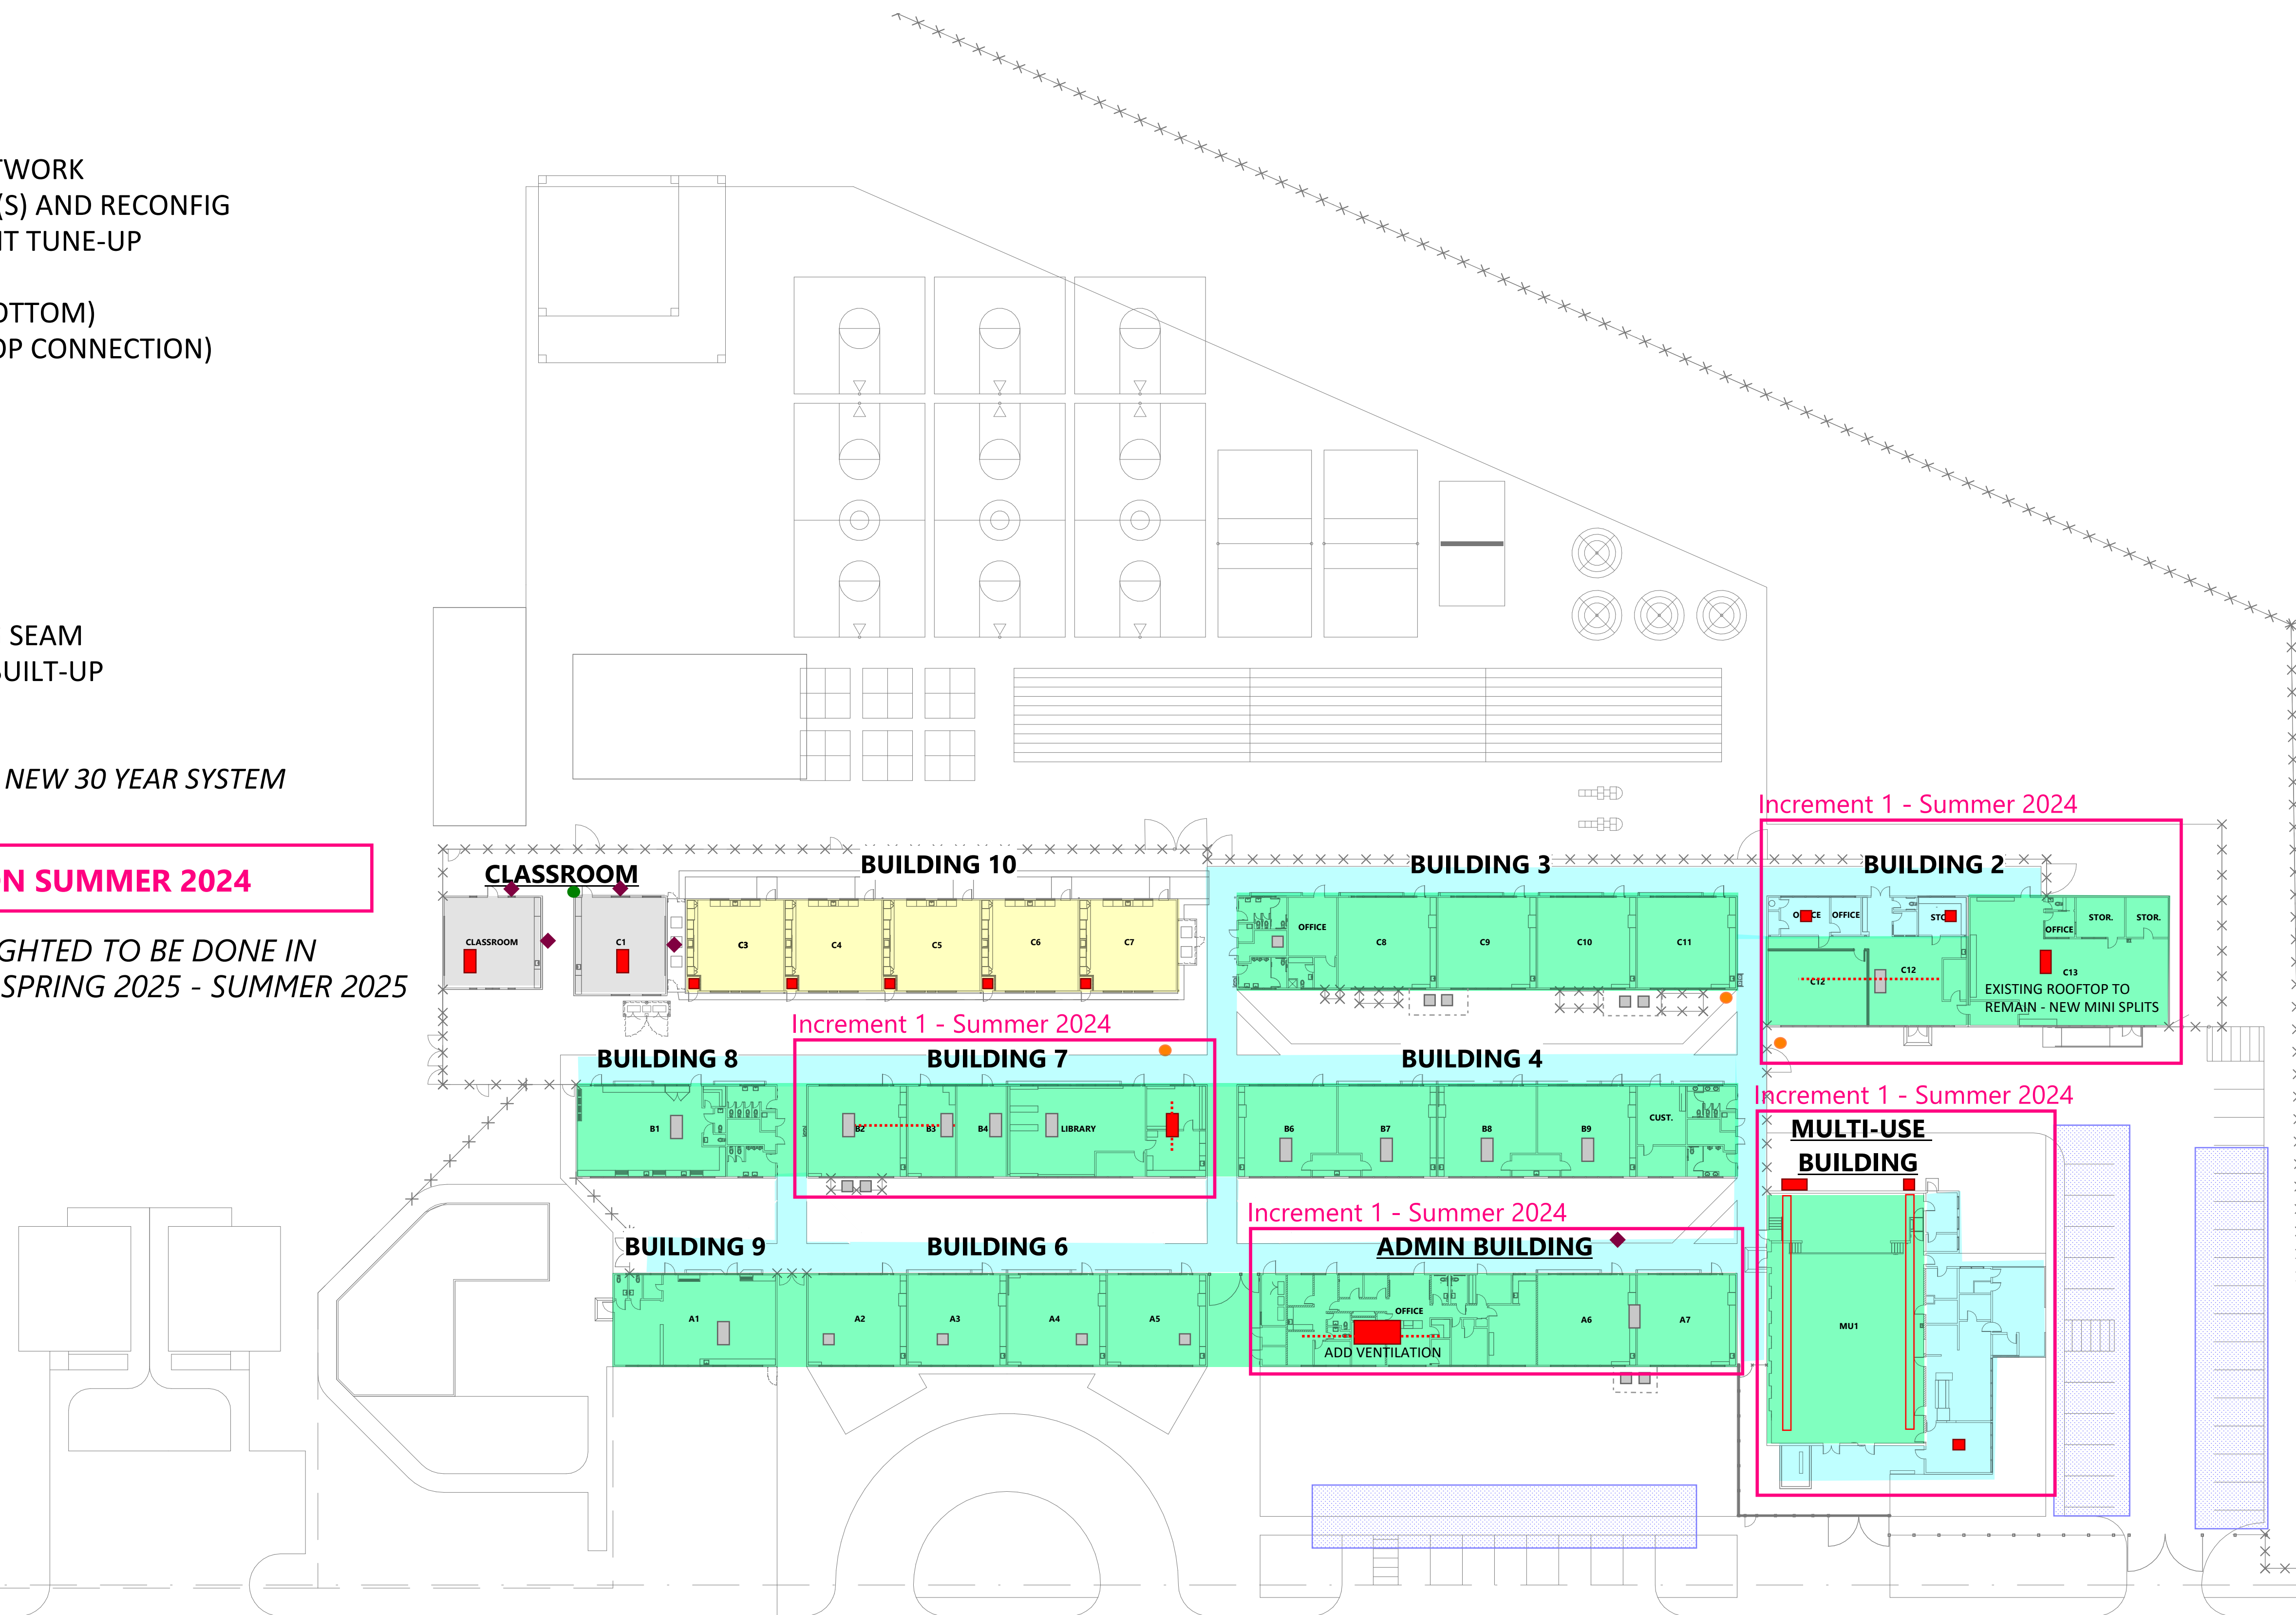 TWORK
(S) AND RECONFIG
IT TUNE-UP
OTTOM)
OP CONNECTION)
SEAM
BUILT-UP
NEW 30 YEAR SYSTEM
ON SUMMER 2024
IGHTED TO BE DONE IN
SPRING 2025 - SUMMER 2025
Increment 1 - Summer 2024
CLASSROOM
BUILDING 10
BUILDING 3
BUILDING 2
CLASSROOM
C1
C3
C4
C5
C6
C7
OFFICE
C8
C9
C10
C11
OFFICE
OFFICE
STO
OFFICE
STOR.
STOR.
C12
C12
C13
EXISTING ROOFTOP TO
REMAIN - NEW MINI SPLITS
Increment 1 - Summer 2024
BUILDING 8
BUILDING 7
BUILDING 4
B1
B2
B3
B4
LIBRARY
B6
B7
B8
B9
CUST.
Increment 1 - Summer 2024
MULTI-USE
BUILDING
MU1
Increment 1 - Summer 2024
BUILDING 9
BUILDING 6
ADMIN BUILDING
A1
A2
A3
A4
A5
OFFICE
ADD VENTILATION
A6
A7